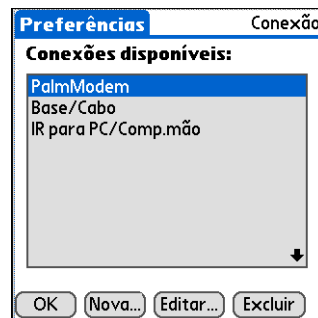 Preferências Conexão
Conexões disponíveis:
PalmModem
Base/Cabo
IR para PC/Comp.mão
OK Nova... Editar... Excluir